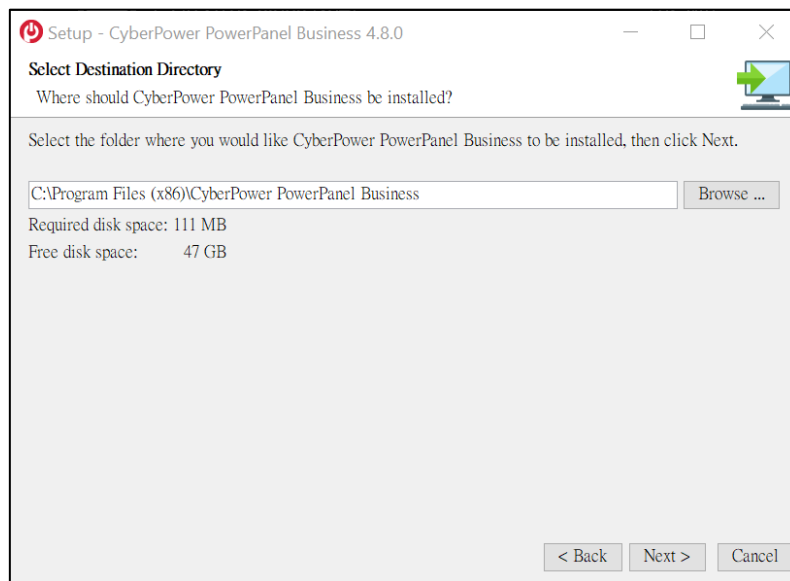 Setup - CyberPower PowerPanel Business 4.8.0
Select Destination Directory
Where should CyberPower PowerPanel Business be installed?
Select the folder where you would like CyberPower PowerPanel Business to be installed, then click Next.
C:\Program Files (x86)\CyberPower PowerPanel Business
Browse ...
Required disk space: 111 MB
Free disk space: 47 GB
< Back Next > Cancel